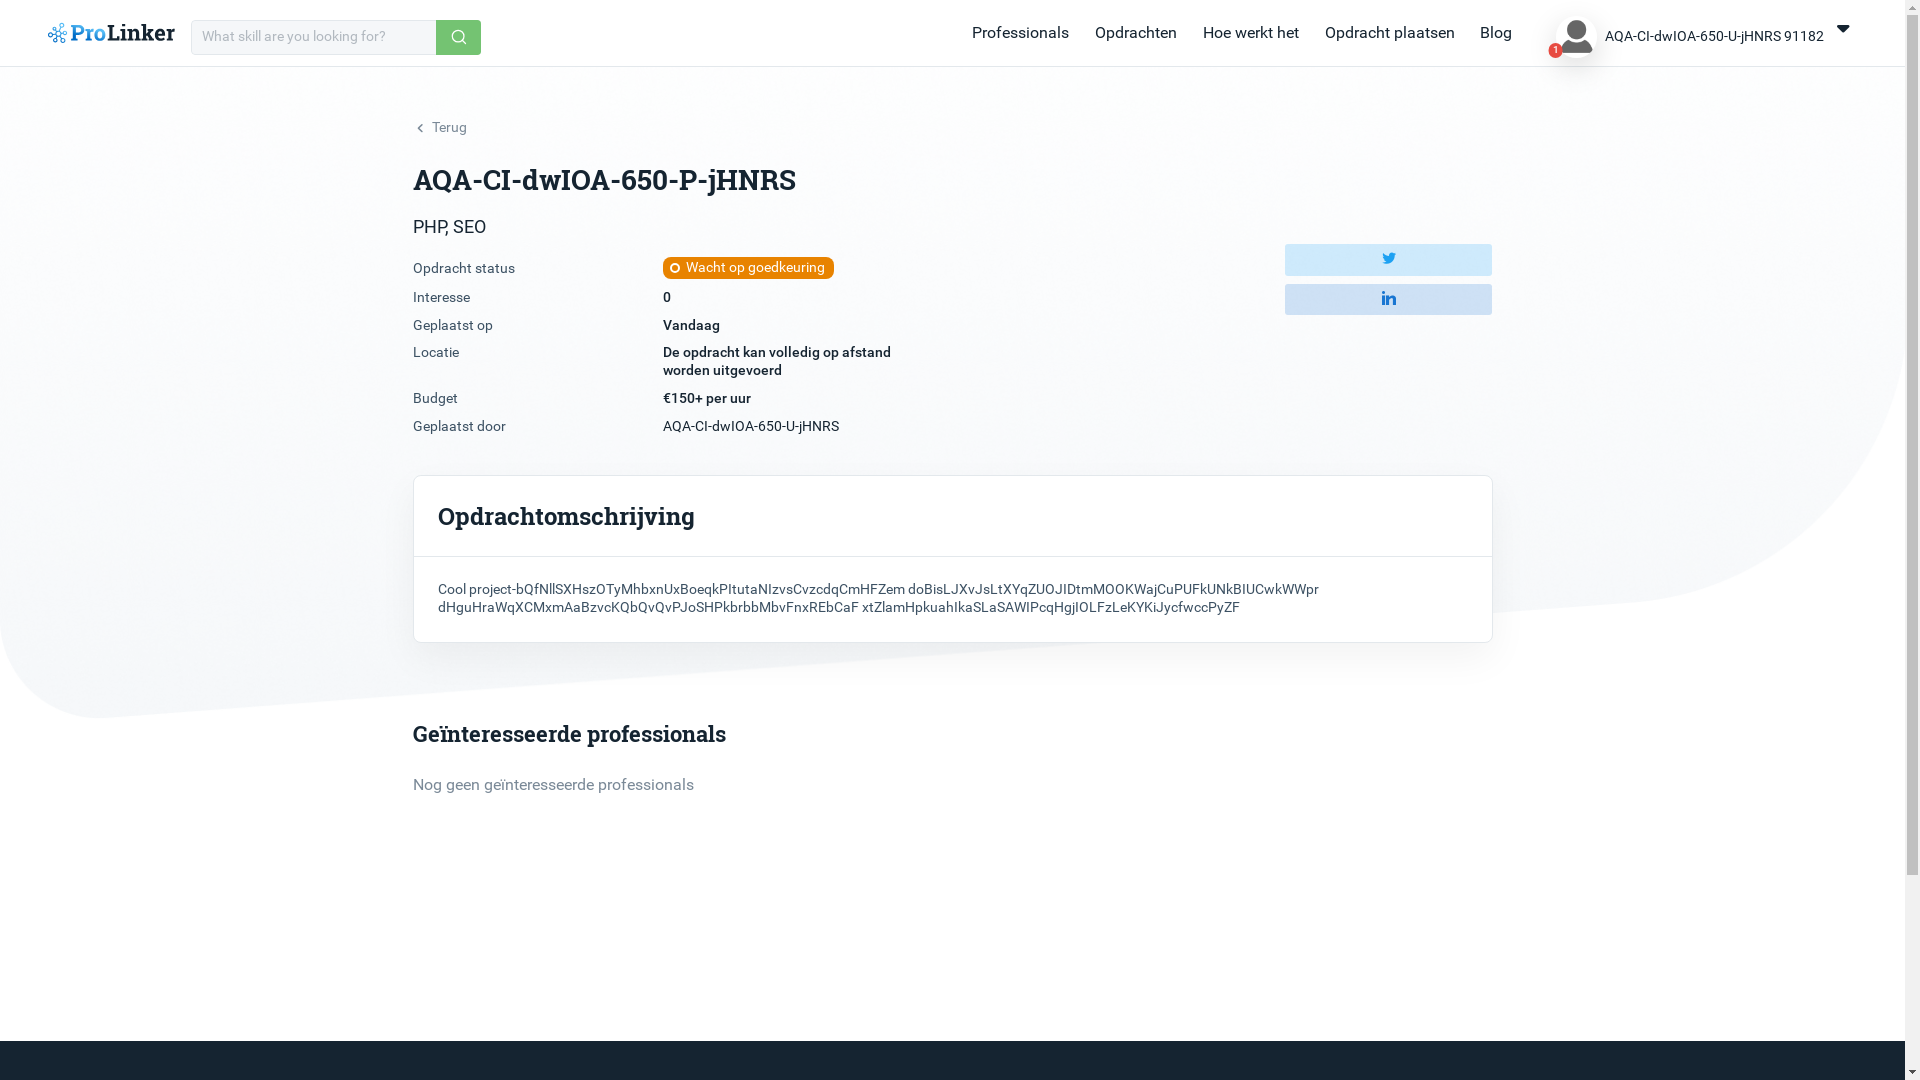 ProLinker
What skill are you looking for?
Professionals
Opdrachten
Hoe werkt het
Opdracht plaatsen
Blog
1
AQA-CI-dwIOA-650-U-jHNRS 91182
Terug
AQA-CI-dwIOA-650-P-jHNRS
PHP, SEO
Opdracht status
Wacht op goedkeuring
Interesse
0
Geplaatst op
Vandaag
Locatie
De opdracht kan volledig op afstand
worden uitgevoerd
Budget
€150+ per uur
Geplaatst door
AQA-CI-dwIOA-650-U-jHNRS
Opdrachtomschrijving
Cool project-bQfNllSXHszOTyMhbxnUxBoeqkPItutaNIzvsCvzcdqCmHFZem doBisLJXvJsLtXYqZUOJIDtmMOOKWajCuPUFkUNkBIUCwkWWpr
dHguHraWqXCMxmAaBzvcKQbQvQvPJoSHPkbrbbMbvFnxREbCaF xtZlamHpkuahIkaSLaSAWIPcqHgjIOLFzLeKYKiJycfwccPyZF
Geïnteresseerde professionals
Nog geen geïnteresseerde professionals